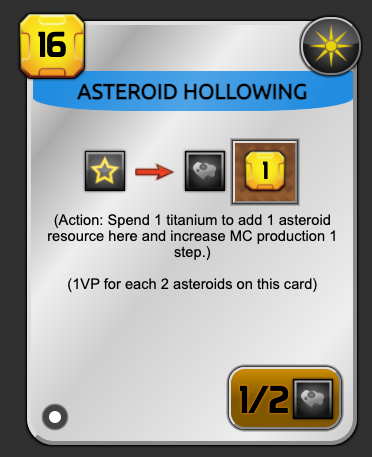 16
ASTEROID HOLLOWING
1
(Action: Spend 1 titanium to add 1 asteroid
resource here and increase MC production 1
step.)
(1VP for each 2 asteroids on this card)
1/2